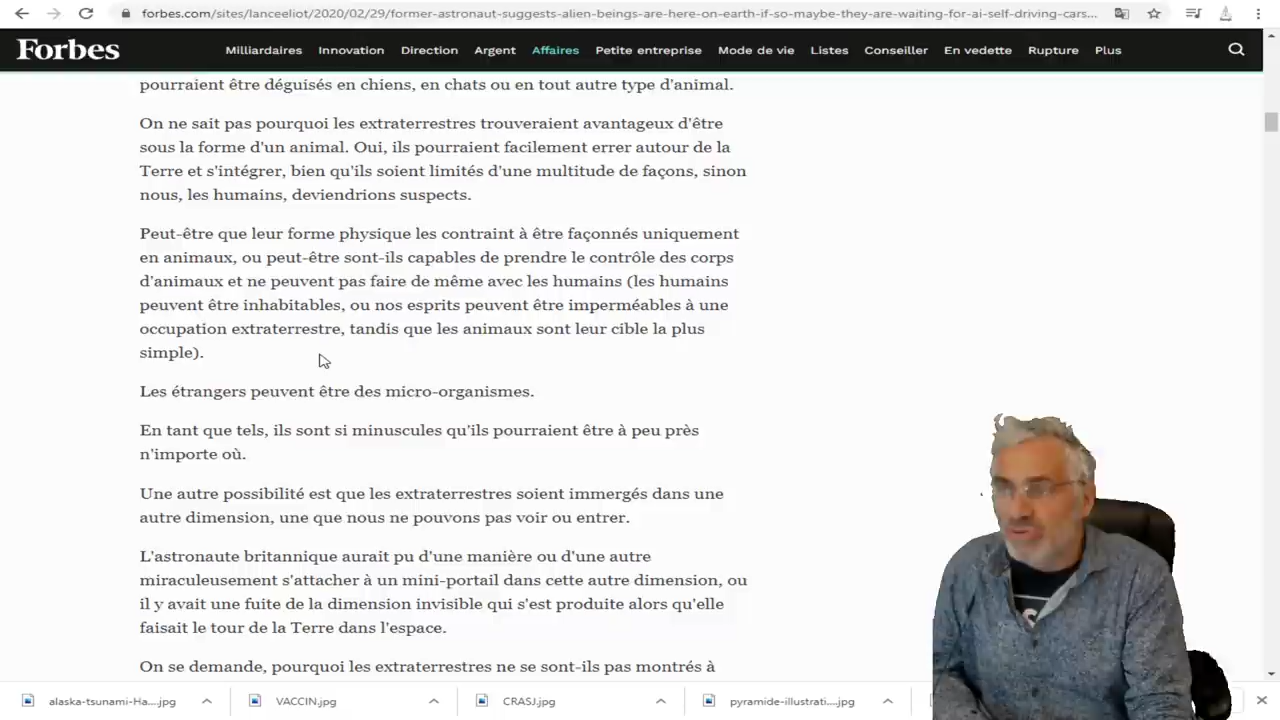 forbes.com/sites/lanceeliot/2020/02/29/former-astronaut-suggests-alien-beings-are-here-on-earth-if-so-maybe-they-are-waiting-for-ai-self-driving-cars...
Forbes
Milliardaires Innovation Direction Argent Affaires Petite entreprise Mode de vie Listes Conseiller En vedette Rupture Plus
pourraient être déguisés en chiens, en chats ou en tout autre type d'animal.
On ne sait pas pourquoi les extraterrestres trouveraient avantageux d'être
sous la forme d'un animal. Oui, ils pourraient facilement errer autour de la
Terre et s'intégrer, bien qu'ils soient limités d'une multitude de façons, sinon
nous, les humains, deviendrions suspects.
Peut-être que leur forme physique les contraint à être façonnés uniquement
en animaux, ou peut-être sont-ils capables de prendre le contrôle des corps
d'animaux et ne peuvent pas faire de même avec les humains (les humains
peuvent être inhabitables, ou nos esprits peuvent être imperméables à une
occupation extraterrestre, tandis que les animaux sont leur cible la plus
simple).
Les étrangers peuvent être des micro-organismes.
En tant que tels, ils sont si minuscules qu'ils pourraient être à peu près
n'importe où.
Une autre possibilité est que les extraterrestres soient immergés dans une
autre dimension, une que nous ne pouvons pas voir ou entrer.
L'astronaute britannique aurait pu d'une manière ou d'une autre
miraculeusement s'attacher à un mini-portail dans cette autre dimension, ou
il y avait une fuite de la dimension invisible qui s'est produite alors qu'elle
faisait le tour de la Terre dans l'espace.
On se demande, pourquoi les extraterrestres ne se sont-ils pas montrés à
alaska-tsunami-Ha....jpg VACCIN.jpg CRASJ.jpg pyramide-illustrati....jpg